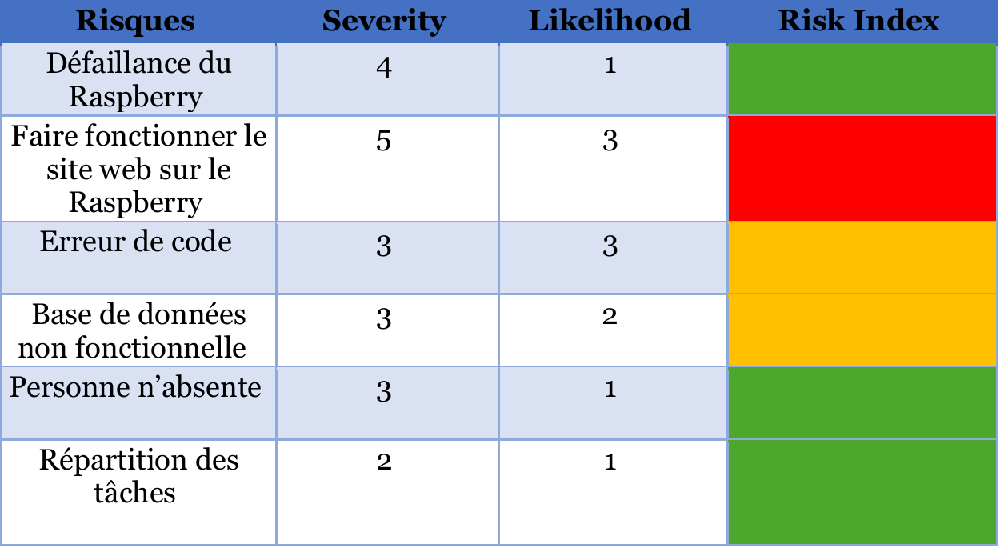 Risques Severity Likelihood Risk Index
Défaillance du 4 1
Raspberry
Faire fonctionner le 5 3
site web sur le
Raspberry
Erreur de code 3 3
Base de données 3 2
non fonctionnelle
Personne n’absente 3 1
Répartition des 2 1
tâches